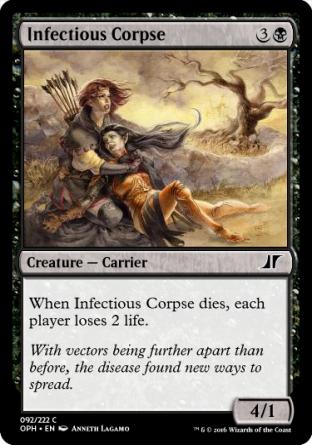 Infectious Corpse 3
Creature — Carrier
When Infectious Corpse dies, each
player loses 2 life.
With vectors being further apart than
before, the disease found new ways to
spread.
4/1
092/222 C
OPH • EN Anneth Lagamo
™ & © 2016 Wizards of the Coast